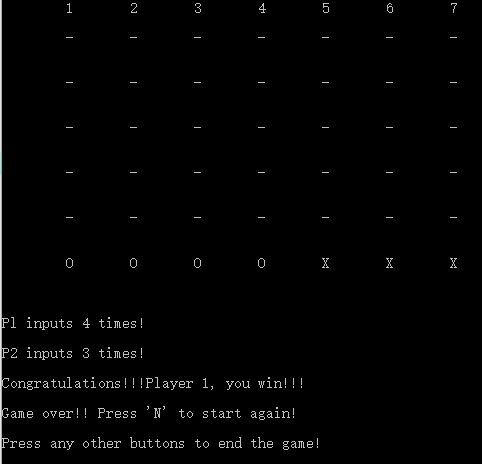 1 2 3 4 5 6 7
- - - - - - -
- - - - - - -
- - - - - - -
- - - - - - -
- - - - - - -
O O O O X X X
P1 inputs 4 times!
P2 inputs 3 times!
Congratulations!!!Player 1, you win!!!
Game over!! Press 'N' to start again!
Press any other buttons to end the game!